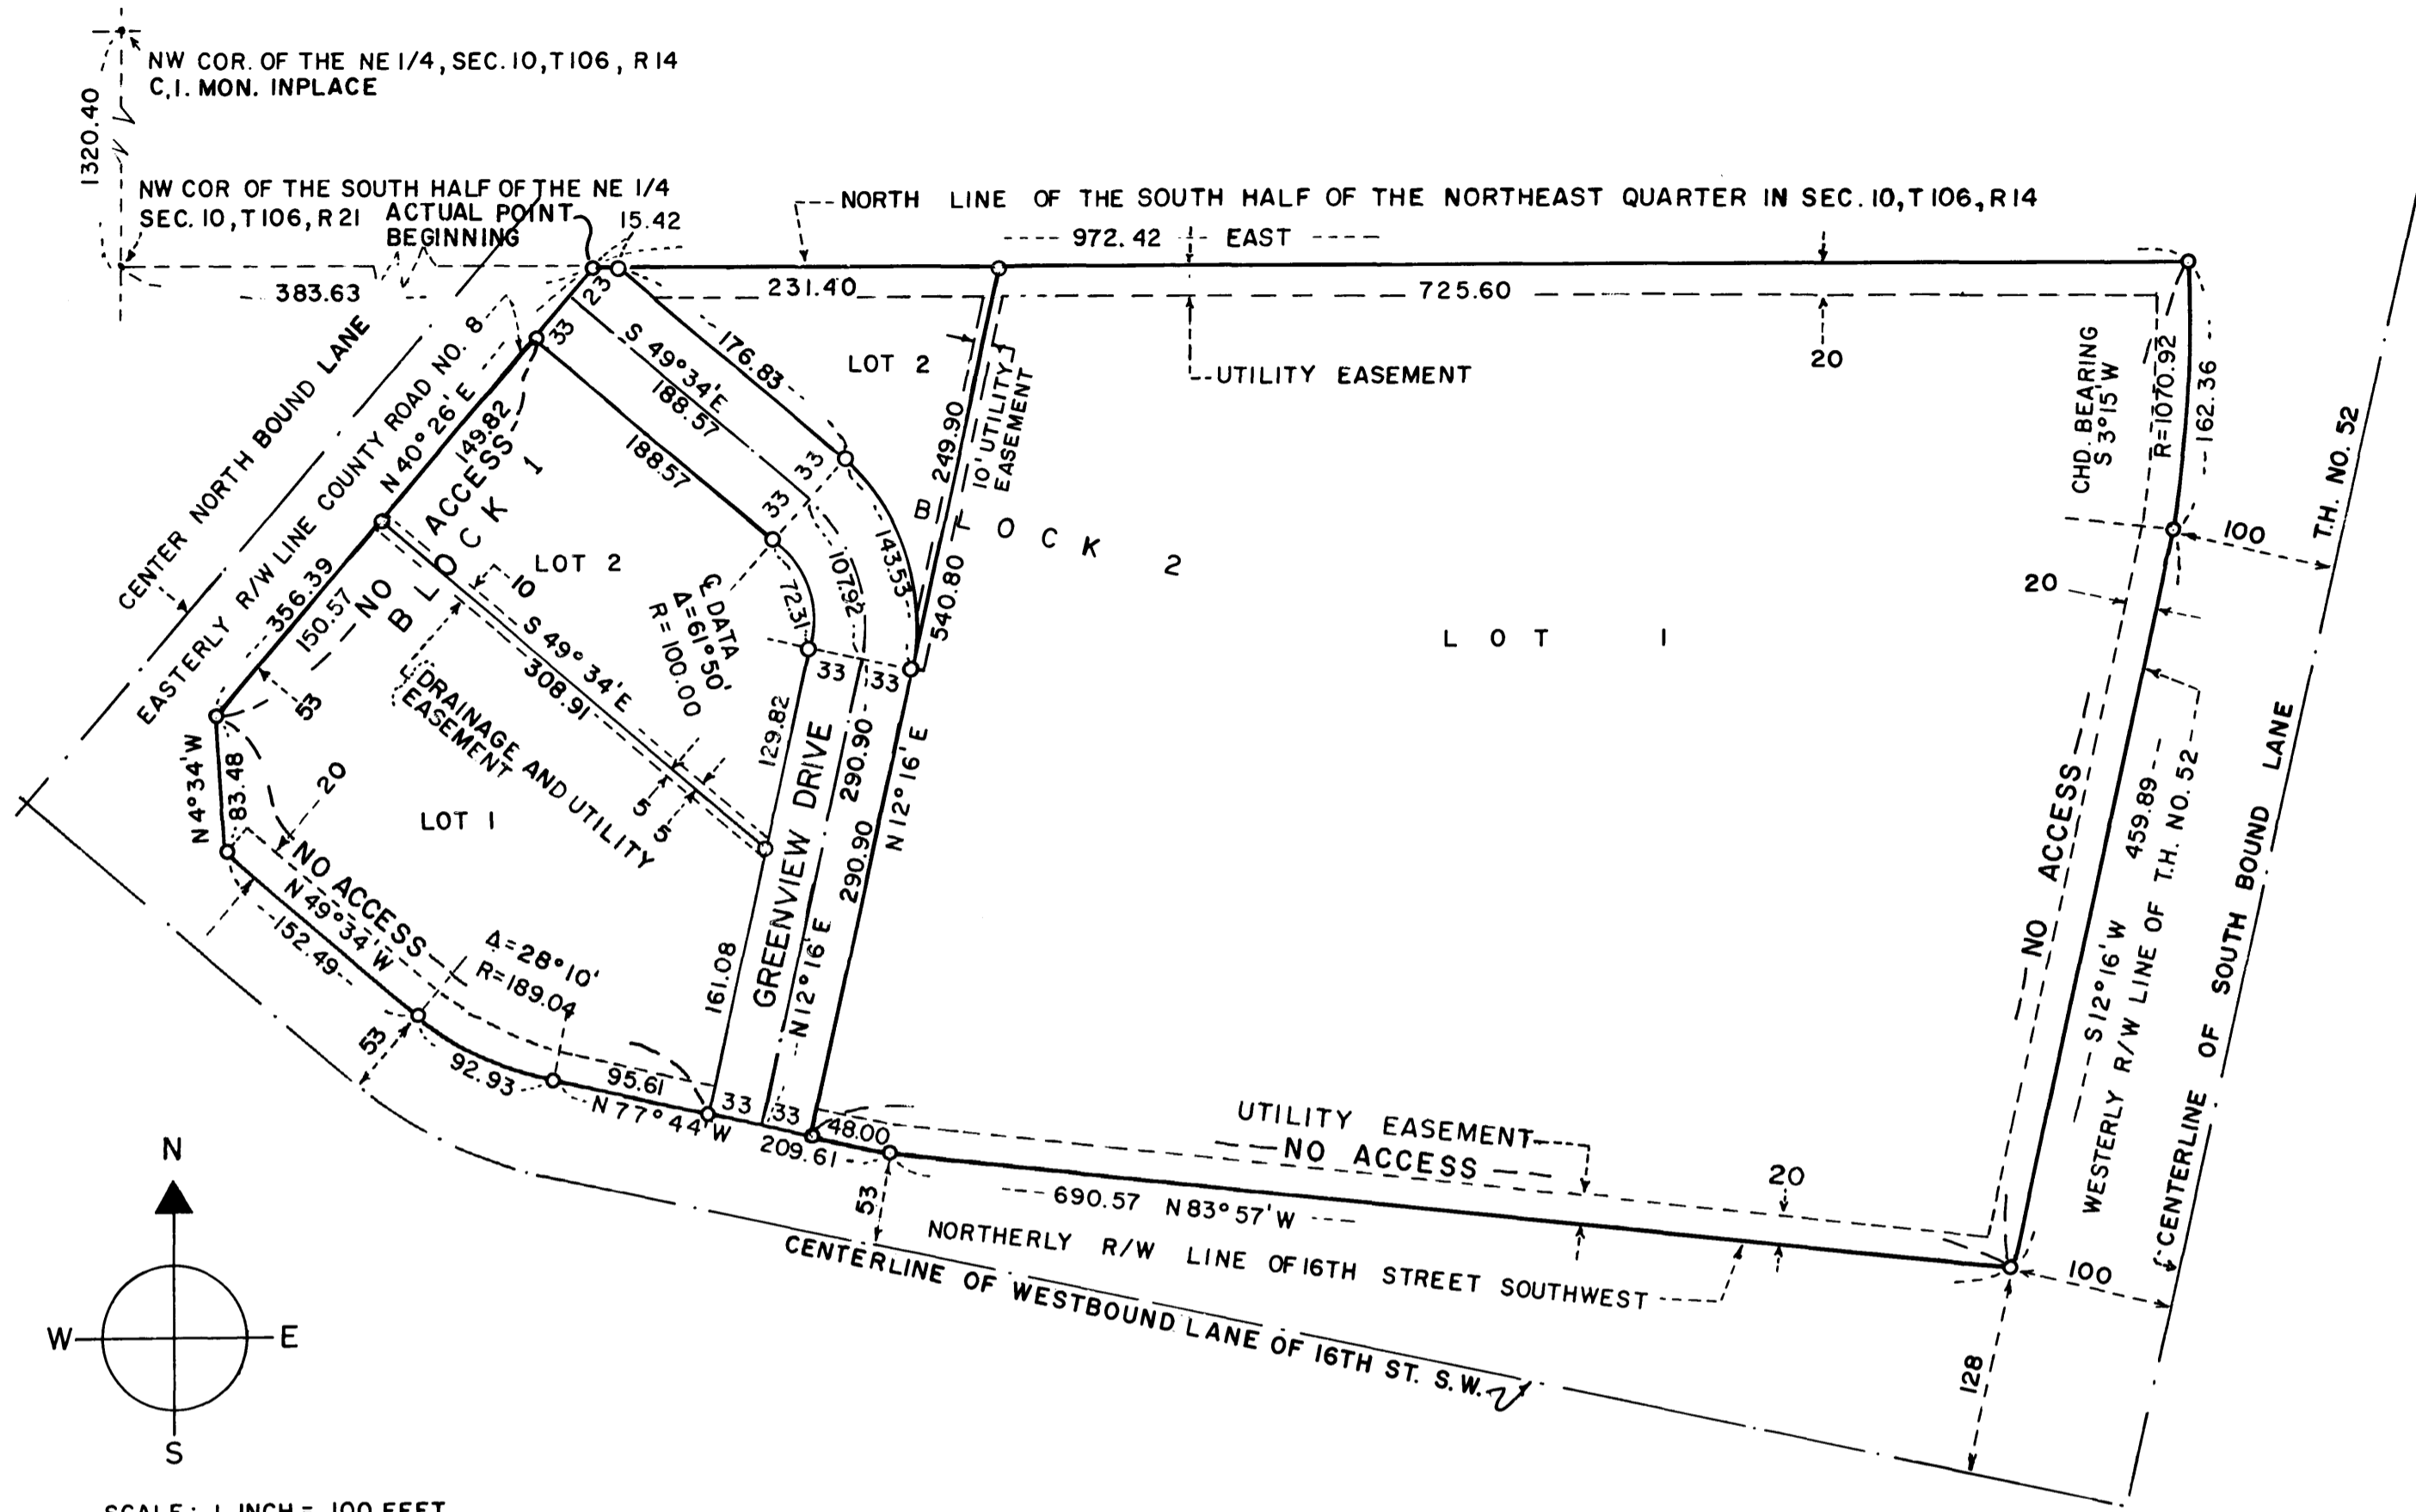 NW COR. OF THE NE 1/4, SEC. 10, T 106, R 14
C.I. MON. INPLACE
1320.40
NW COR OF THE SOUTH HALF OF THE NE 1/4
SEC. 10, T 106, R 21
ACTUAL POINT
BEGINNING
15.42
NORTH LINE OF THE SOUTH HALF OF THE NORTHEAST QUARTER IN SEC. 10, T 106, R 14
972.42 EAST
383.63
231.40
725.60
23
33
LOT 2
UTILITY EASEMENT
20
CENTER NORTH BOUND LANE
EASTERLY R/W LINE COUNTY ROAD NO. 8
N 40° 26' E
149.82
356.39
150.57
NO ACCESS
BLOCK 1
S 49° 34' E
188.57
176.83
188.57
33
33
143.53
107.92
72.31
℄ DATA
Δ=61° 50'
R=100.00
249.90
10' UTILITY
EASEMENT
540.80
BLOCK 2
LOT 1
CHD. BEARING
S 3° 15' W
R=1070.92
162.36
T.H. NO. 52
100
20
LOT 2
10
S 49° 34' E
308.91
DRAINAGE AND UTILITY
EASEMENT
5
5
53
N 4° 34' W
83.48
20
LOT 1
NO ACCESS
N 49° 34' W
152.49
Δ=28° 10'
R=189.04
53
92.93
95.61
N 77° 44' W
33
33
129.82
161.08
GREENVIEW DRIVE
290.90
N 12° 16' E
290.90
N 12° 16' E
33
33
48.00
209.61
53
UTILITY EASEMENT
NO ACCESS
690.57 N 83° 57' W
20
NORTHERLY R/W LINE OF 16TH STREET SOUTHWEST
CENTERLINE OF WESTBOUND LANE OF 16TH ST. S.W.
NO ACCESS
S 12° 16' W 459.89
WESTERLY R/W LINE OF T.H. NO. 52
CENTERLINE OF SOUTH BOUND LANE
100
128
N
W
E
S
SCALE: 1 INCH = 100 FEET